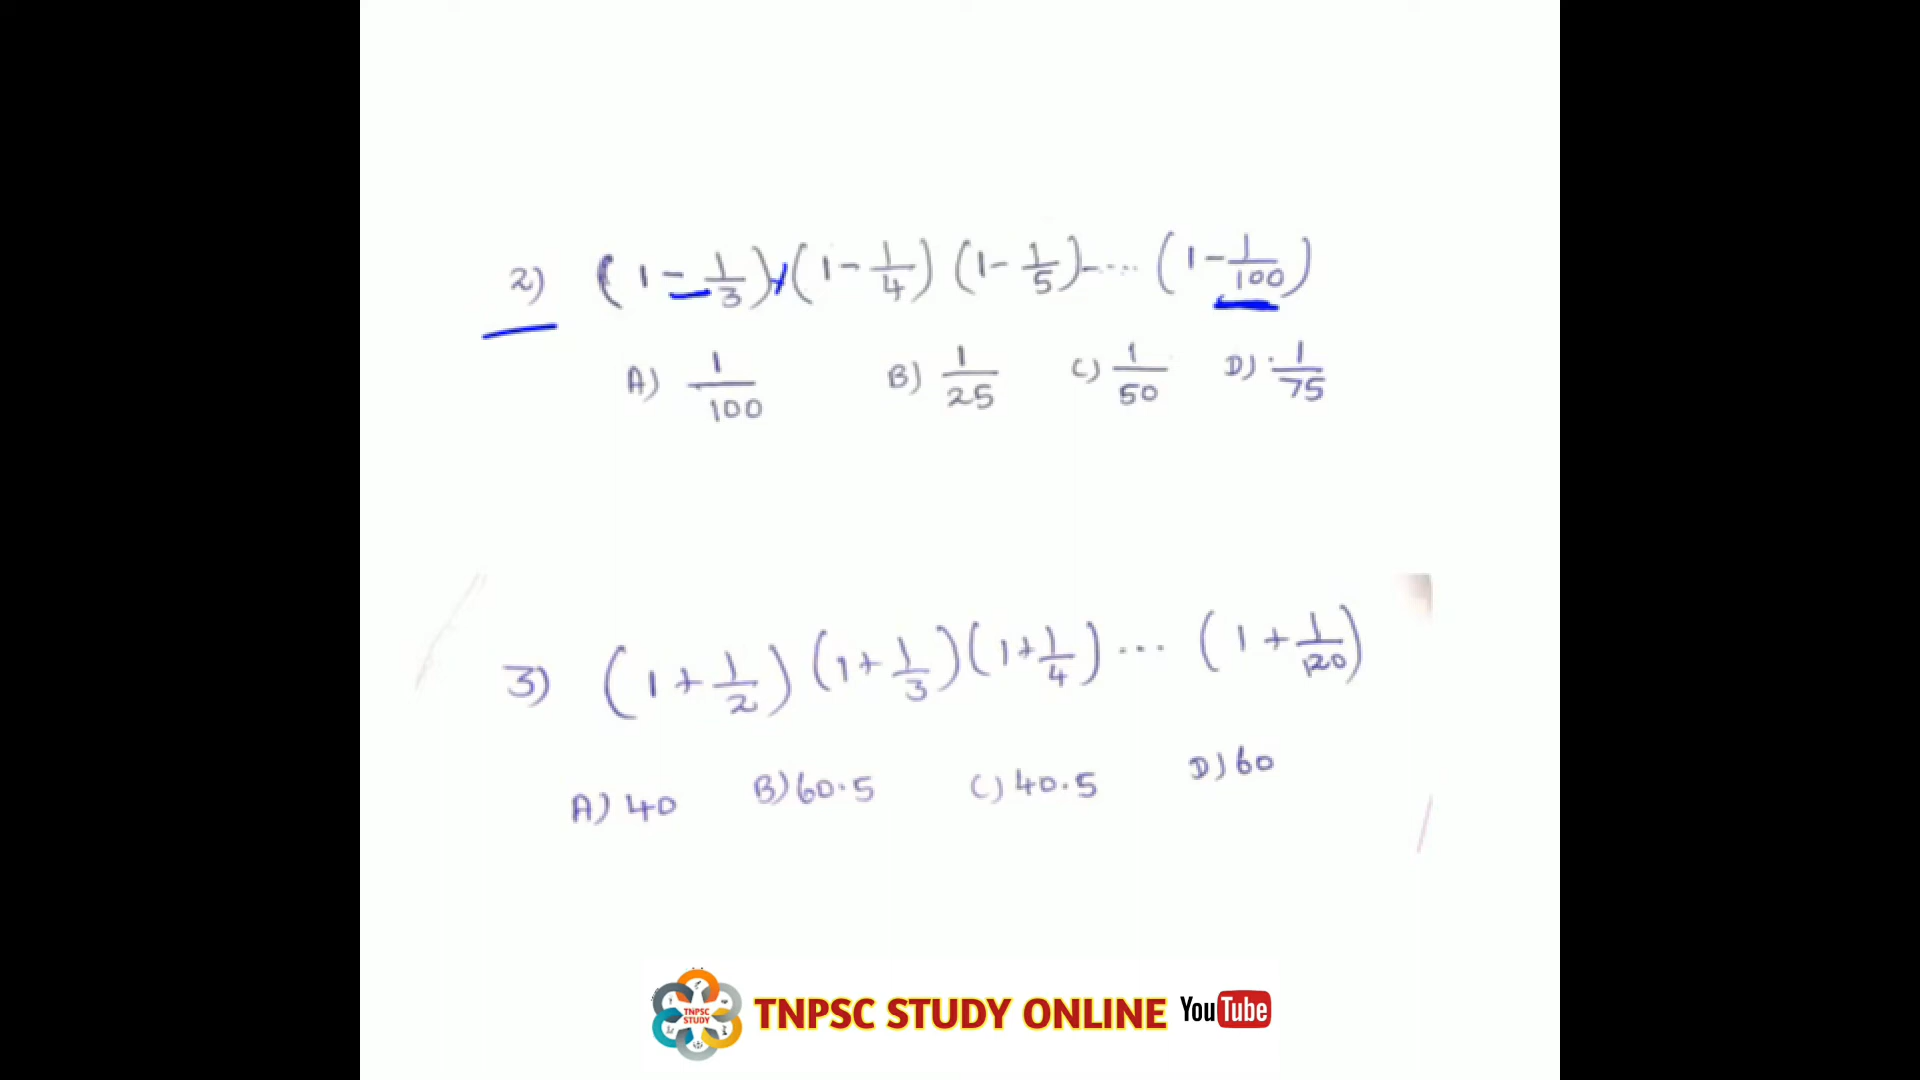 2) (1 - 1/3) (1 - 1/4) (1 - 1/5) - .... (1 - 1/100)
A) 1/100 B) 1/25 C) 1/50 D) 1/75
3) (1 + 1/2) (1 + 1/3) (1 + 1/4) ... (1 + 1/120)
A) 40 B) 60.5 C) 40.5 D) 60
TNPSC STUDY
TNPSC STUDY ONLINE YouTube